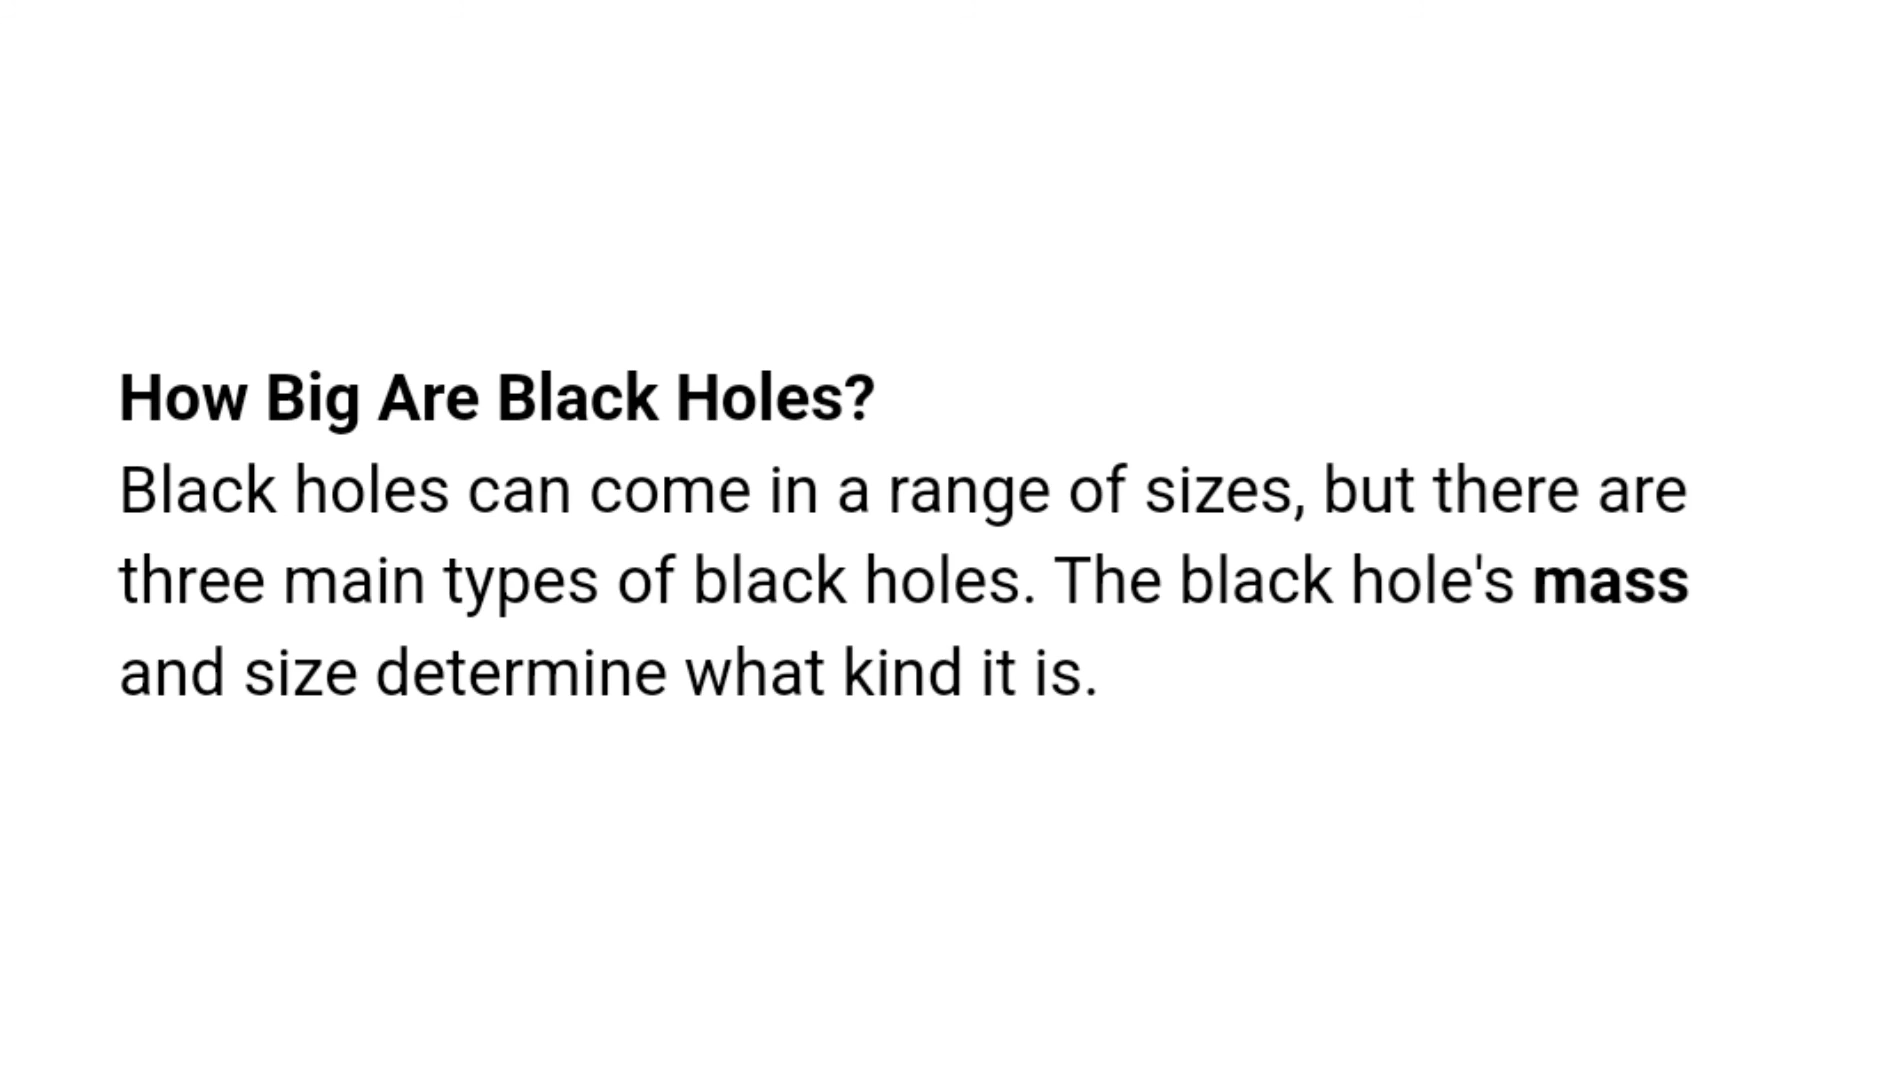 How Big Are Black Holes?
Black holes can come in a range of sizes, but there are
three main types of black holes. The black hole's mass
and size determine what kind it is.